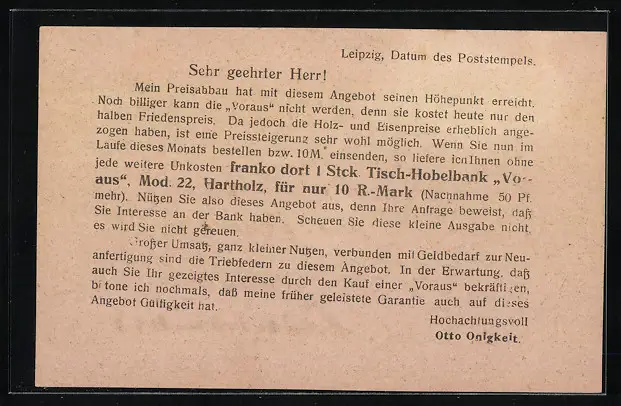 Leipzig, Datum des Poststempels.
Sehr geehrter Herr!
Mein Preisabbau hat mit diesem Angebot seinen Höhepunkt erreicht.
Noch billiger kann die „Voraus" nicht werden, denn sie kostet heute nur den
halben Friedenspreis. Da jedoch die Holz- und Eisenpreise erheblich ange-
zogen haben, ist eine Preissteigerung sehr wohl möglich. Wenn Sie nun im
Laufe dieses Monats bestellen bzw. 10 M. einsenden, so liefere ich Ihnen ohne
jede weitere Unkosten franko dort 1 Stck. Tisch-Hobelbank „Vor-
aus", Mod. 22, Hartholz, für nur 10 R.-Mark (Nachnahme 50 Pf.
mehr). Nützen Sie also dieses Angebot aus, denn Ihre Anfrage beweist, daß
Sie Interesse an der Bank haben. Scheuen Sie diese kleine Ausgabe nicht,
es wird Sie nicht gereuen.
Großer Umsatz, ganz kleiner Nutzen, verbunden mit Geldbedarf zur Neu-
anfertigung sind die Triebfedern zu diesem Angebot. In der Erwartung, daß
auch Sie Ihr gezeigtes Interesse durch den Kauf einer „Voraus" bekräftigen,
betone ich nochmals, daß meine früher geleistete Garantie auch auf dieses
Angebot Gültigkeit hat.
Hochachtungsvoll
Otto Onigkeit.